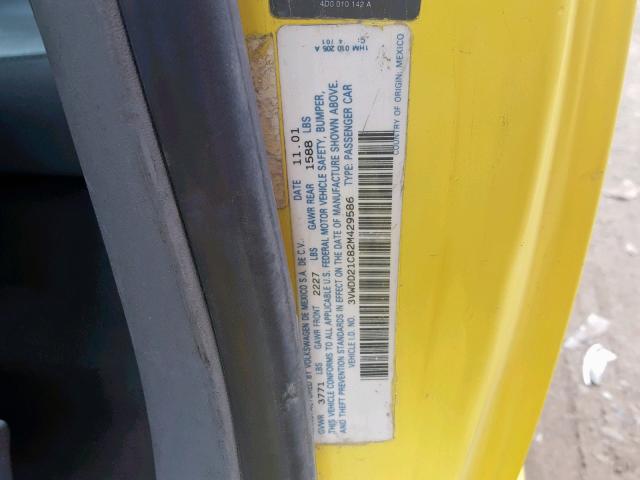 4D0 010 142 A
1HM 010 205 A
4 / 01
BY VOLKSWAGEN DE MEXICO S.A. DE C.V. DATE 11.01
GVWR 3771 LBS GAWR FRONT 2227 LBS GAWR REAR 1588 LBS
THIS VEHICLE CONFORMS TO ALL APPLICABLE U.S. FEDERAL MOTOR VEHICLE SAFETY, BUMPER,
AND THEFT PREVENTION STANDARDS IN EFFECT ON THE DATE OF MANUFACTURE SHOWN ABOVE.
VEHICLE I.D. NO. 3VWDD21C82M429586 TYPE: PASSENGER CAR
COUNTRY OF ORIGIN: MEXICO